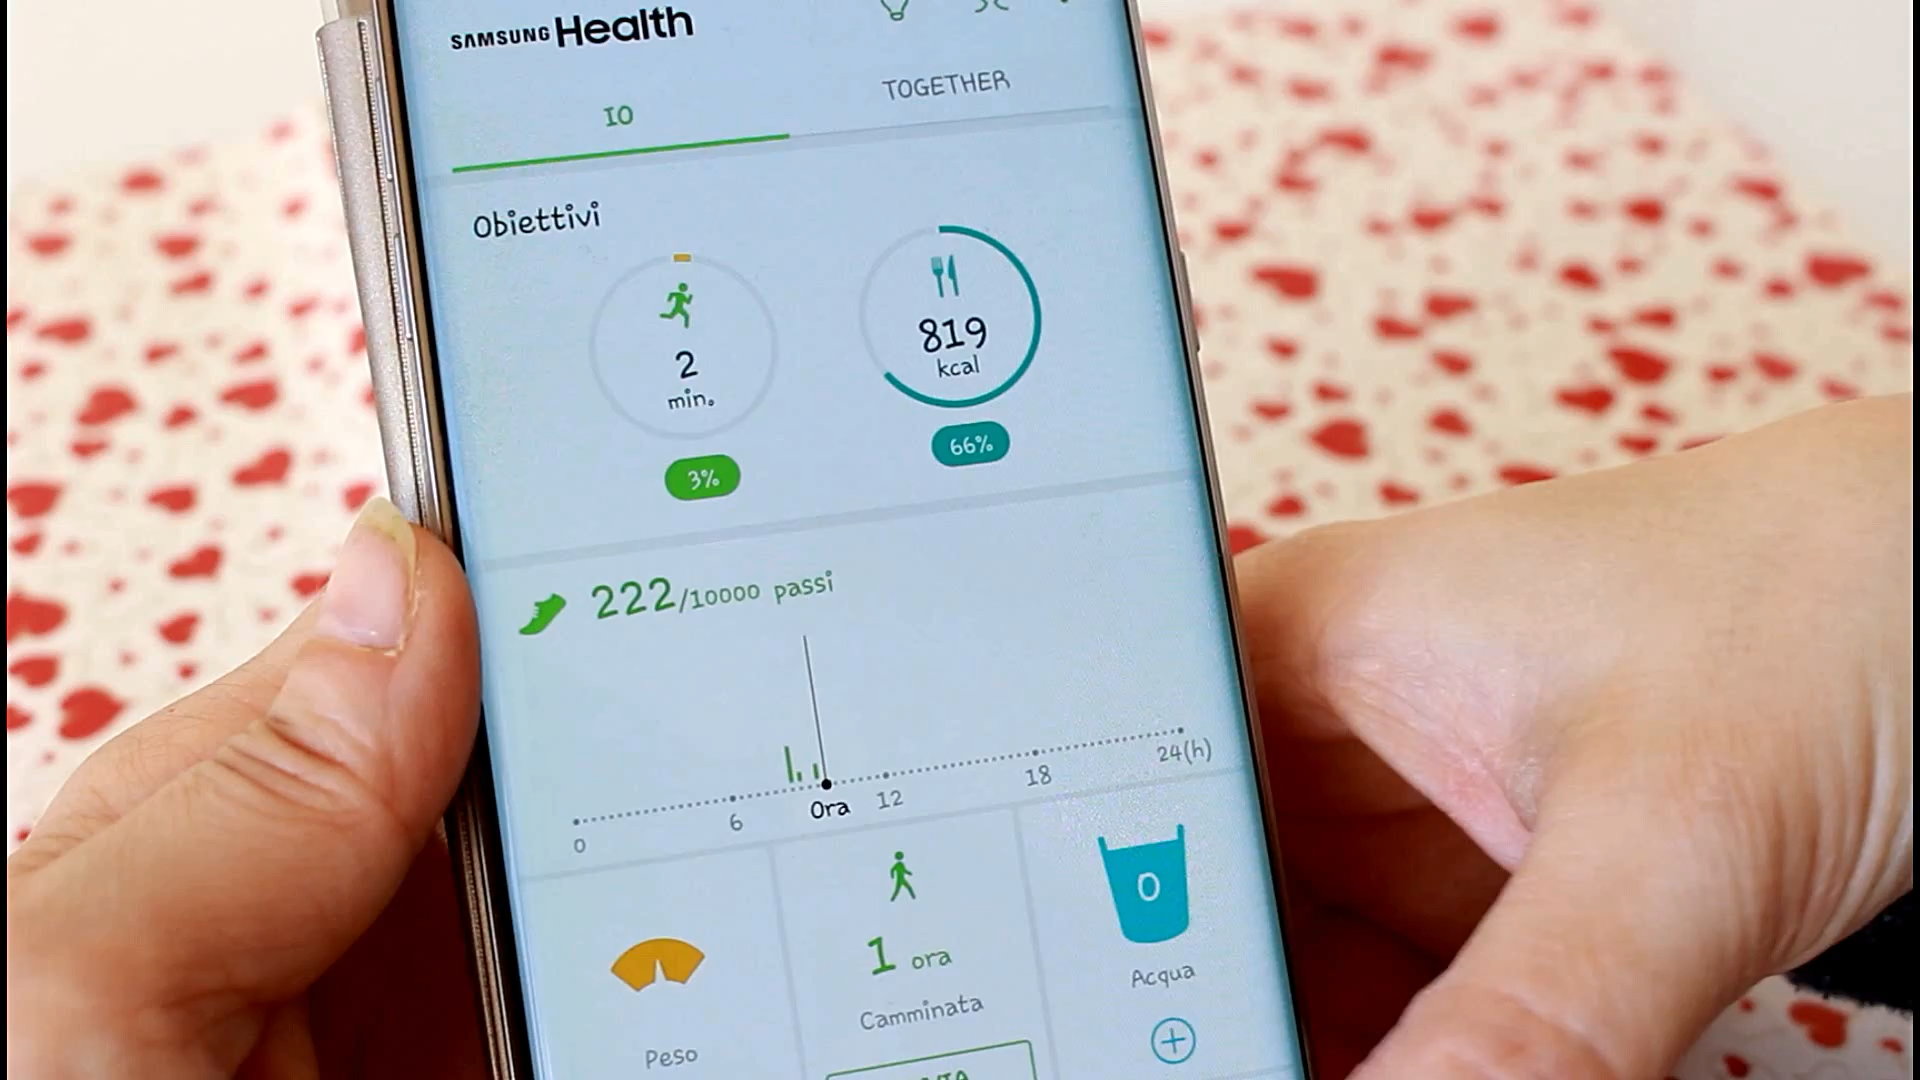 SAMSUNG Health
IO
TOGETHER
Obiettivi
2
min.
3%
819
kcal
66%
222/10000 passi
0
6
Ora
12
18
24(h)
Peso
1 ora
Camminata
0
Acqua